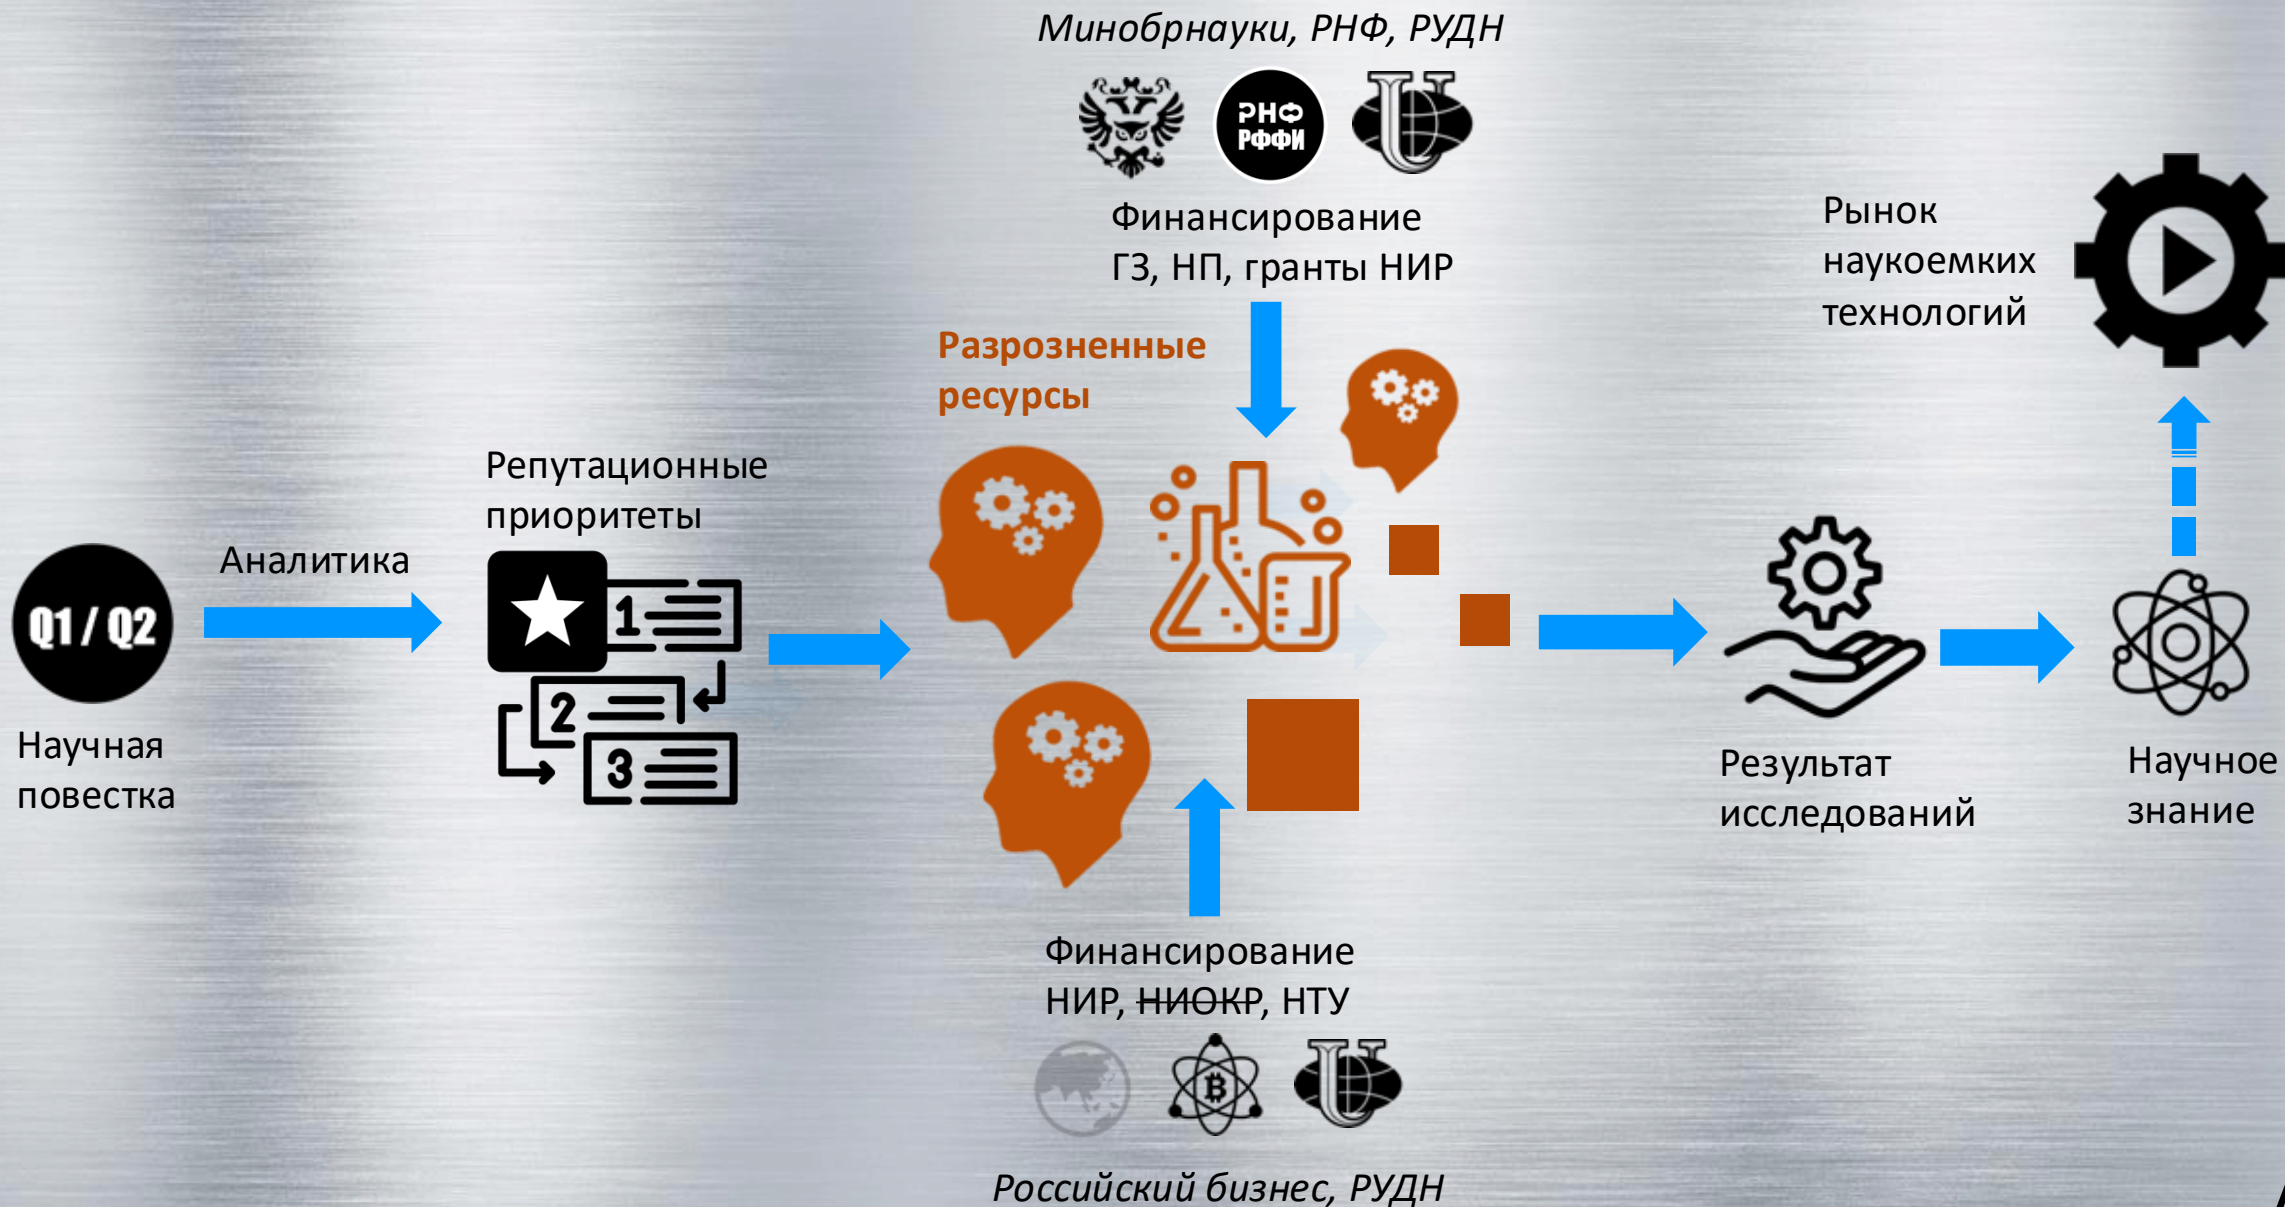 Минобрнауки, РНФ, РУДН
РНФ
РФФИ
Финансирование
ГЗ, НП, гранты НИР
Рынок
наукоемких
технологий
Разрозненные
ресурсы
Репутационные
приоритеты
Аналитика
Q1 / Q2
1
2
3
Научная
повестка
Результат
исследований
Научное
знание
Финансирование
НИР, НИОКР, НТУ
Российский бизнес, РУДН